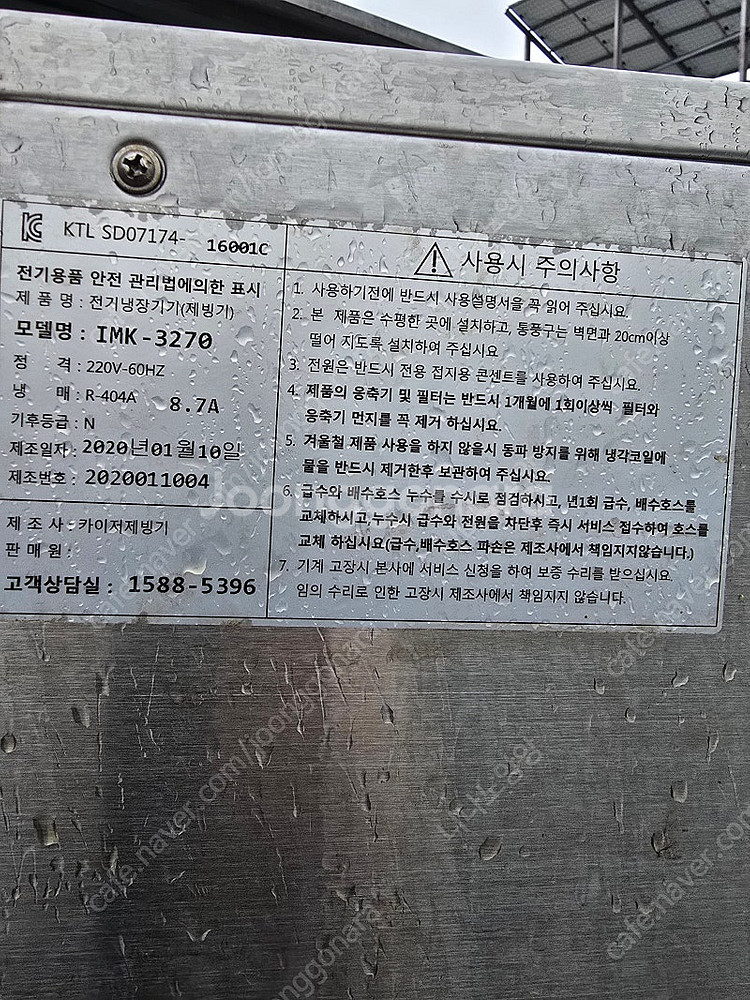 KC KTL SD07174- 16001C
전기용품 안전 관리법에의한 표시
제 품 명 : 전기냉장기기(제빙기)
모델명 : IMK-3270
정 격 : 220V-60HZ
냉 매 : R-404A 8.7A
기후등급 : N
제조일자 : 2020년01월10일
제조번호 : 2020011004
제 조 사 : 카이저제빙기
판 매 원 :
고객상담실 : 1588-5396
사용시 주의사항
1. 사용하기전에 반드시 사용설명서을 꼭 읽어 주십시요.
2. 본 제품은 수평한 곳에 설치하고, 통풍구는 벽면과 20cm이상
떨어 지도록 설치하여 주십시요
3. 전원은 반드시 전용 접지용 콘센트를 사용하여 주십시요.
4. 제품의 응축기 및 필터는 반드시 1개월에 1회이상씩 필터와
응축기 먼지를 꼭 제거 하십시요.
5. 겨울철 제품 사용을 하지 않을시 동파 방지를 위해 냉각코일에
물을 반드시 제거한후 보관하여 주십시요.
6. 급수와 배수호스 누수를 수시로 점검하시고, 년1회 급수, 배수호스를
교체하시고,누수시 급수와 전원을 차단후 즉시 서비스 접수하여 호스를
교체 하십시요(급수,배수호스 파손은 제조사에서 책임지지않습니다.)
7. 기계 고장시 본사에 서비스 신청을 하여 보증 수리를 받으십시요.
임의 수리로 인한 고장시 제조사에서 책임지지 않습니다.
cafe.naver.com/joonggonara